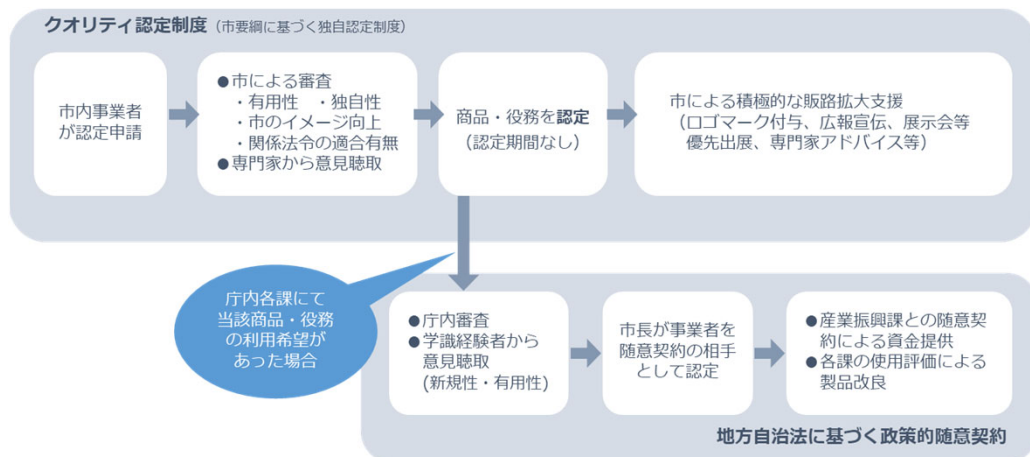 クオリティ認定制度（市要綱に基づく独自認定制度）
市内事業者
が認定申請
●市による審査
・有用性　・独自性
・市のイメージ向上
・関係法令の適合有無
●専門家から意見聴取
商品・役務を認定
（認定期間なし）
市による積極的な販路拡大支援
（ロゴマーク付与、広報宣伝、展示会等
優先出展、専門家アドバイス等）
庁内各課にて
当該商品・役務
の利用希望が
あった場合
●庁内審査
●学識経験者から
意見聴取
(新規性・有用性)
市長が事業者を
随意契約の相手
として認定
●産業振興課との随意契
約による資金提供
●各課の使用評価による
製品改良
地方自治法に基づく政策的随意契約